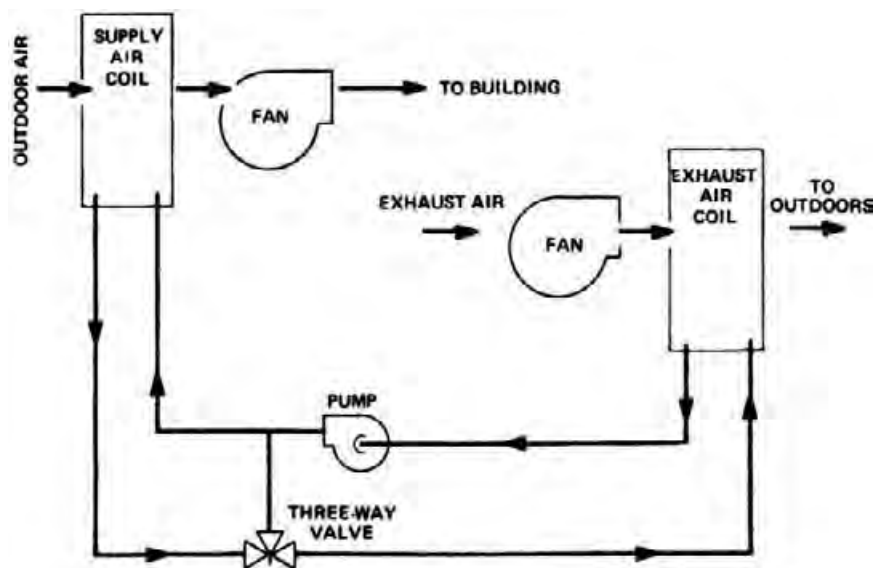 OUTDOOR AIR
SUPPLY
AIR
COIL
FAN
TO BUILDING
EXHAUST AIR
FAN
EXHAUST
AIR
COIL
TO
OUTDOORS
PUMP
THREE-WAY
VALVE